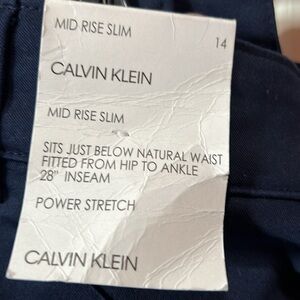 MID RISE SLIM
14
CALVIN KLEIN
MID RISE SLIM
SITS JUST BELOW NATURAL WAIST
FITTED FROM HIP TO ANKLE
28" INSEAM
POWER STRETCH
CALVIN KLEIN